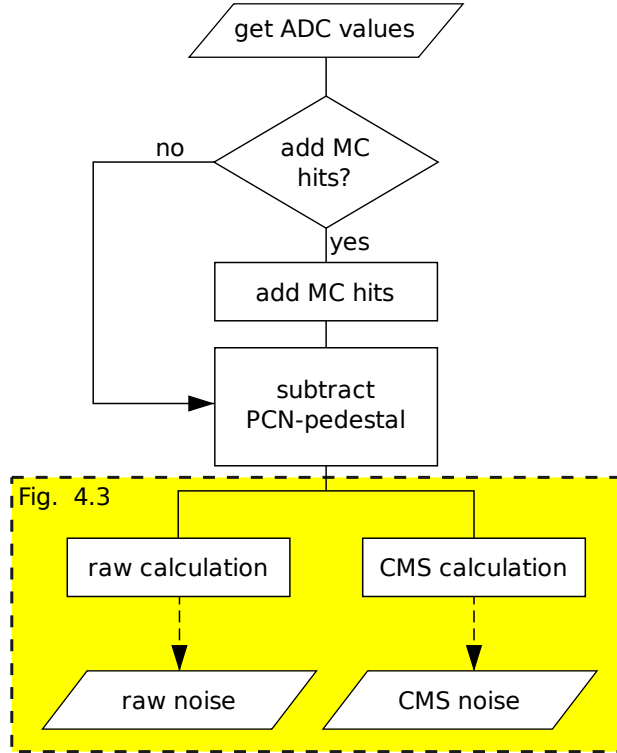 get ADC values
add MC
hits?
no
yes
add MC hits
subtract
PCN-pedestal
Fig. 4.3
raw calculation
CMS calculation
raw noise
CMS noise